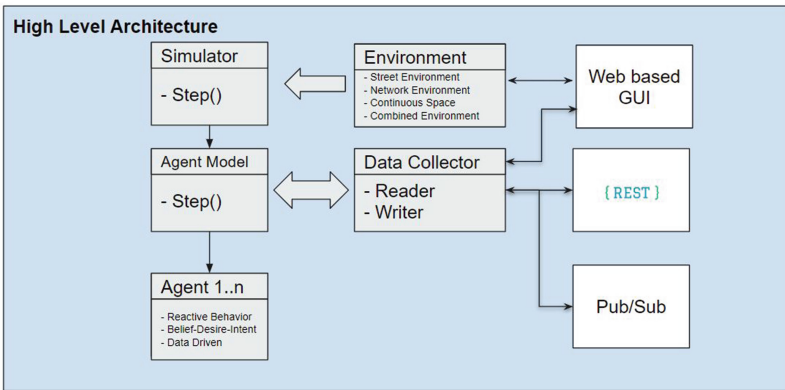 High Level Architecture
Simulator
- Step()
Environment
- Street Environment
- Network Environment
- Continuous Space
- Combined Environment
Web based
GUI
Agent Model
- Step()
Data Collector
- Reader
- Writer
{ REST }
Agent 1..n
- Reactive Behavior
- Belief-Desire-Intent
- Data Driven
Pub/Sub